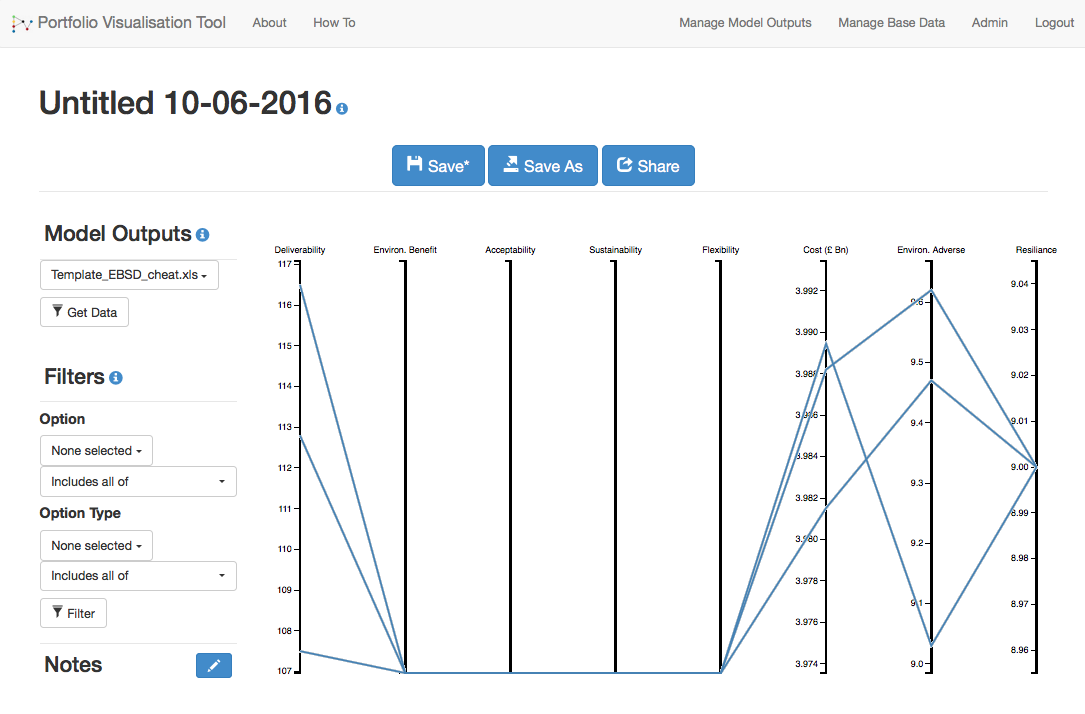 Portfolio Visualisation Tool About How To Manage Model Outputs Manage Base Data Admin Logout
Untitled 10-06-2016
Save* Save As Share
Model Outputs
Template_EBSD_cheat.xls
Get Data
Filters
Option
None selected
Includes all of
Option Type
None selected
Includes all of
Filter
Notes
Deliverability Environ. Benefit Acceptability Sustainability Flexibility Cost (£ Bn) Environ. Adverse Resiliance
117
116
115
114
113
112
111
110
109
108
107
3.992
3.990
3.988
3.986
3.984
3.982
3.980
3.978
3.976
3.974
9.6
9.5
9.4
9.3
9.2
9.1
9.0
9.04
9.03
9.02
9.01
9.00
8.99
8.98
8.97
8.96